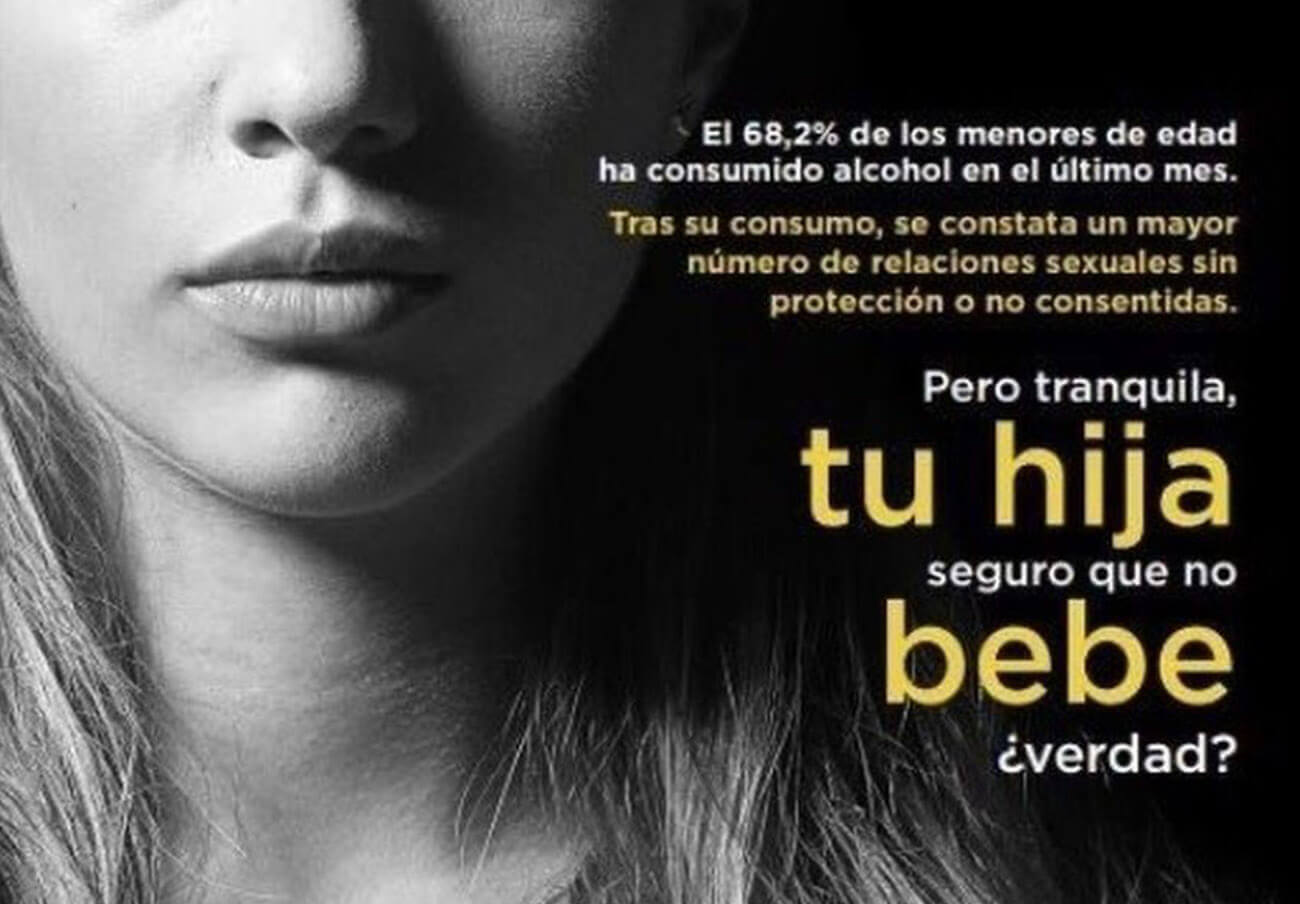 El 68,2% de los menores de edad
ha consumido alcohol en el último mes.
Tras su consumo, se constata un mayor
número de relaciones sexuales sin
protección o no consentidas.
Pero tranquila,
tu hija
seguro que no
bebe
¿verdad?